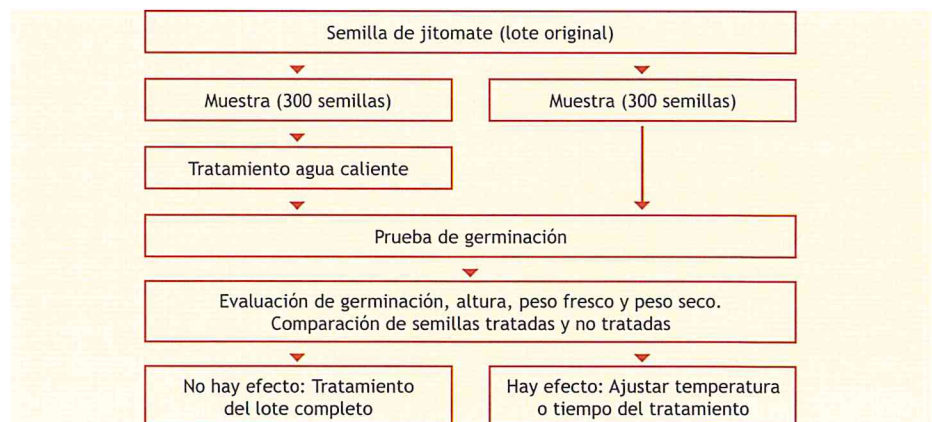 Semilla de jitomate (lote original)
Muestra (300 semillas)
Muestra (300 semillas)
Tratamiento agua caliente
Prueba de germinación
Evaluación de germinación, altura, peso fresco y peso seco.
Comparación de semillas tratadas y no tratadas
No hay efecto: Tratamiento
del lote completo
Hay efecto: Ajustar temperatura
o tiempo del tratamiento